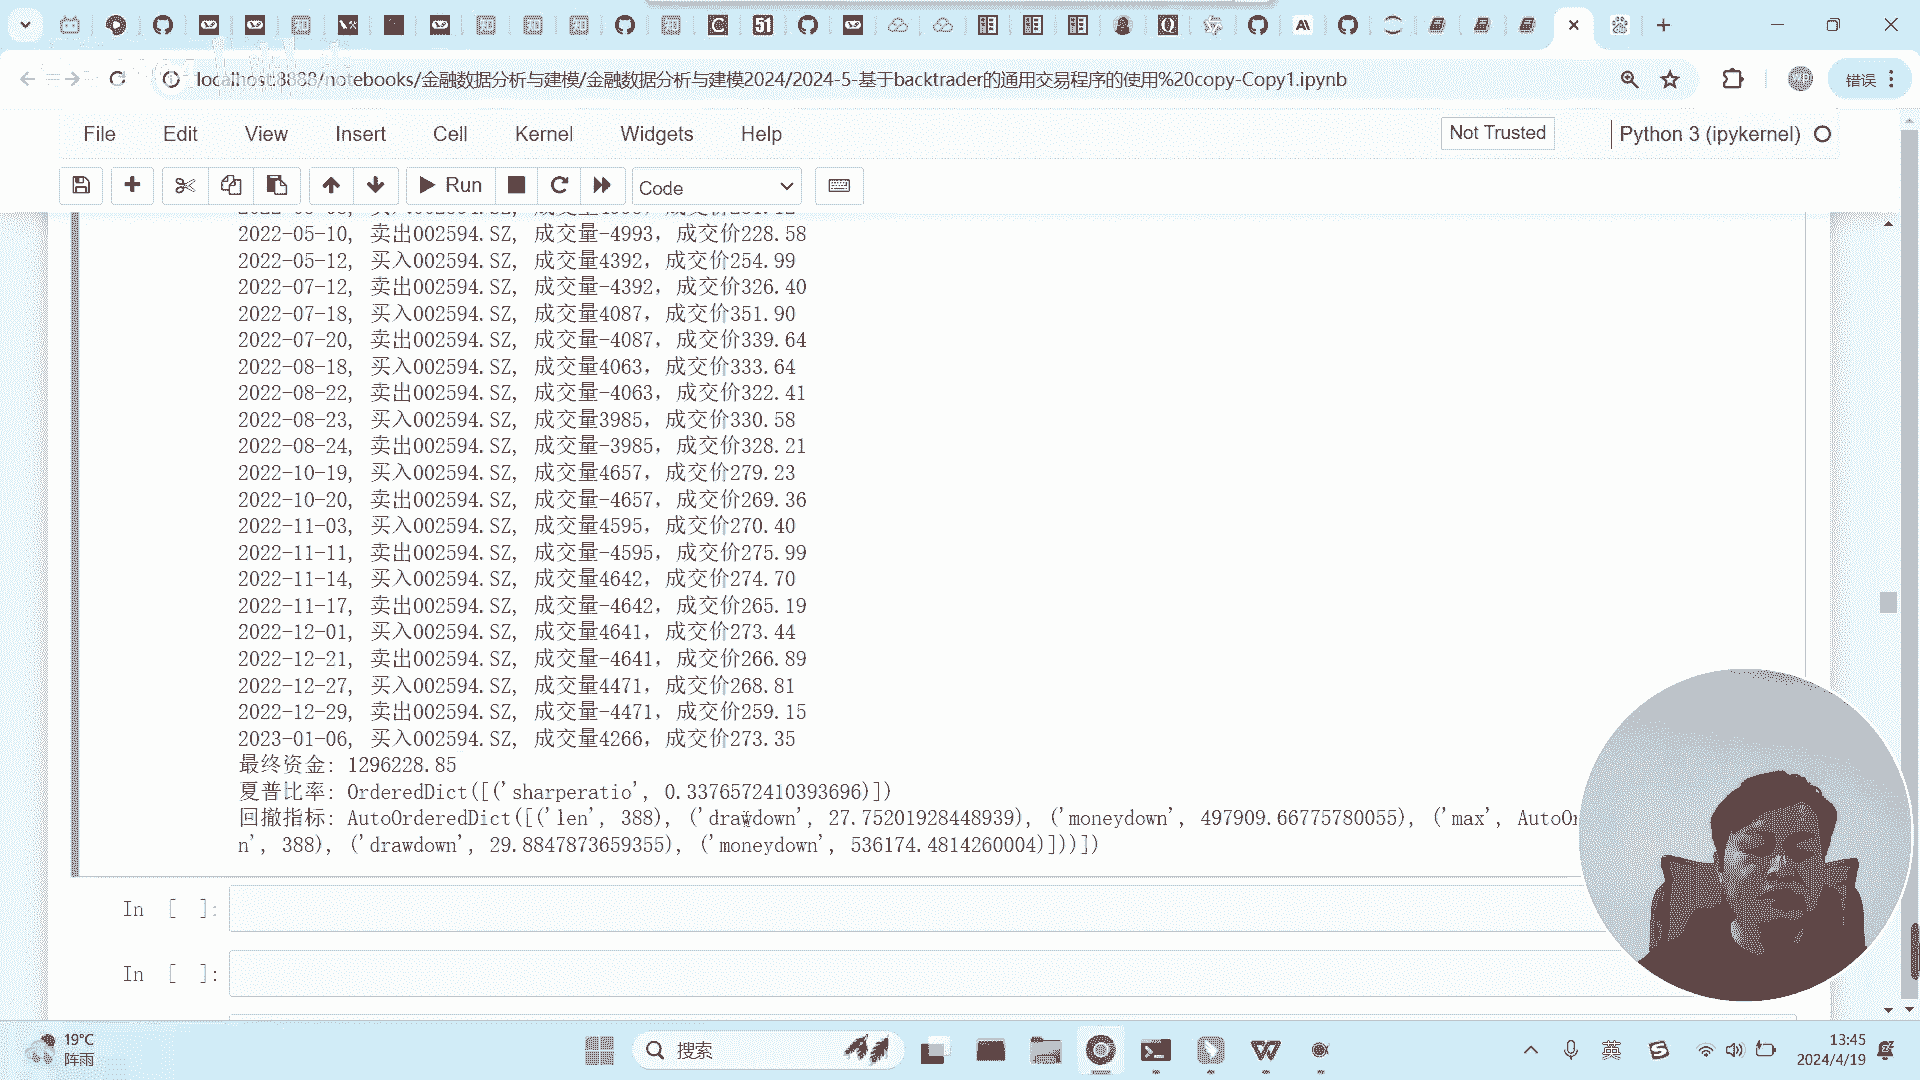 localhost:8888/notebooks/金融数据分析与建模/金融数据分析与建模2024/2024-5-基于backtrader的通用交易程序的使用%20copy-Copy1.ipynb
错误
File Edit View Insert Cell Kernel Widgets Help
Not Trusted
Python 3 (ipykernel)
Run
Code
2022-05-10, 卖出002594.SZ, 成交量-4993，成交价228.58
2022-05-12, 买入002594.SZ, 成交量4392，成交价254.99
2022-07-12, 卖出002594.SZ, 成交量-4392，成交价326.40
2022-07-18, 买入002594.SZ, 成交量4087，成交价351.90
2022-07-20, 卖出002594.SZ, 成交量-4087，成交价339.64
2022-08-18, 买入002594.SZ, 成交量4063，成交价333.64
2022-08-22, 卖出002594.SZ, 成交量-4063，成交价322.41
2022-08-23, 买入002594.SZ, 成交量3985，成交价330.58
2022-08-24, 卖出002594.SZ, 成交量-3985，成交价328.21
2022-10-19, 买入002594.SZ, 成交量4657，成交价279.23
2022-10-20, 卖出002594.SZ, 成交量-4657，成交价269.36
2022-11-03, 买入002594.SZ, 成交量4595，成交价270.40
2022-11-11, 卖出002594.SZ, 成交量-4595，成交价275.99
2022-11-14, 买入002594.SZ, 成交量4642，成交价274.70
2022-11-17, 卖出002594.SZ, 成交量-4642，成交价265.19
2022-12-01, 买入002594.SZ, 成交量4641，成交价273.44
2022-12-21, 卖出002594.SZ, 成交量-4641，成交价266.89
2022-12-27, 买入002594.SZ, 成交量4471，成交价268.81
2022-12-29, 卖出002594.SZ, 成交量-4471，成交价259.15
2023-01-06, 买入002594.SZ, 成交量4266，成交价273.35
最终资金: 1296228.85
夏普比率: OrderedDict([('sharperatio', 0.3376572410393696)])
回撤指标: AutoOrderedDict([('len', 388), ('drawdown', 27.75201928448939), ('moneydown', 497909.66775780055), ('max', AutoOr
n', 388), ('drawdown', 29.8847873659355), ('moneydown', 536174.4814260004)]))])
In [ ]:
In [ ]:
19°C
阵雨
搜索
英
13:45
2024/4/19